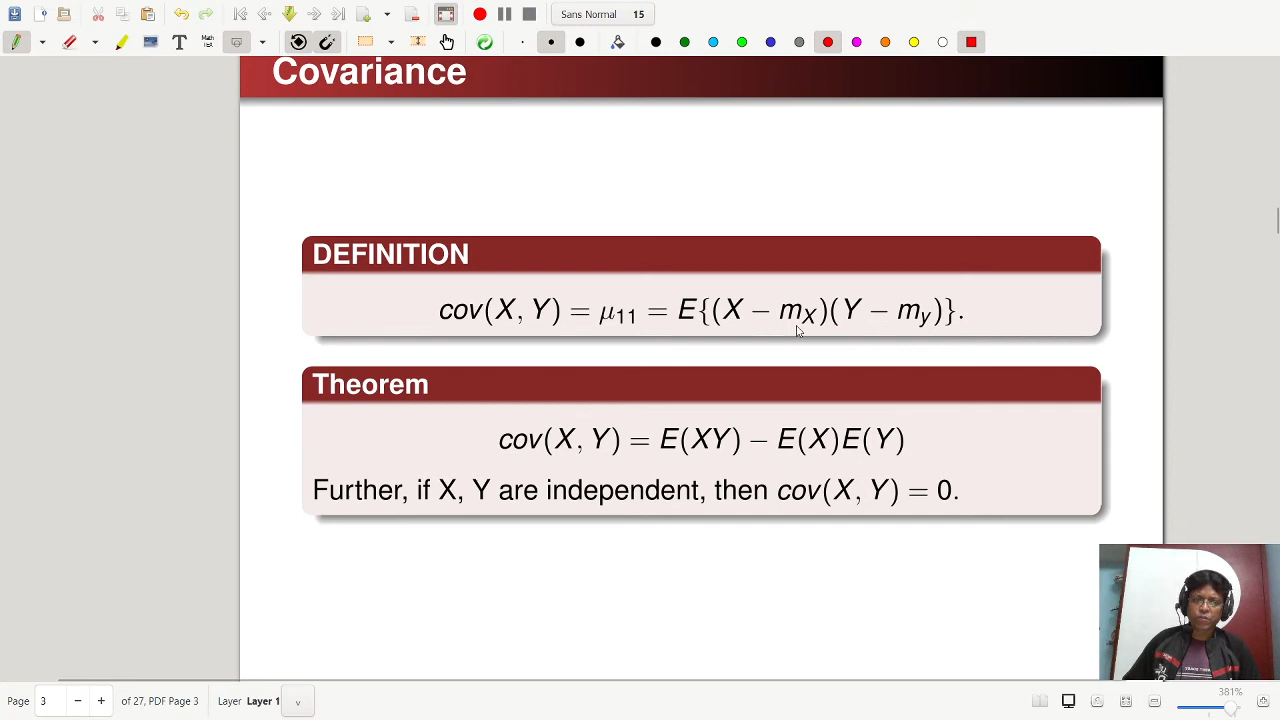 Sans Normal 15
Covariance
DEFINITION
cov(X, Y) = μ11 = E{(X − mX)(Y − my)}.
Theorem
cov(X, Y) = E(XY) − E(X)E(Y)
Further, if X, Y are independent, then cov(X, Y) = 0.
381%
Page 3 − + of 27, PDF Page 3 Layer Layer 1